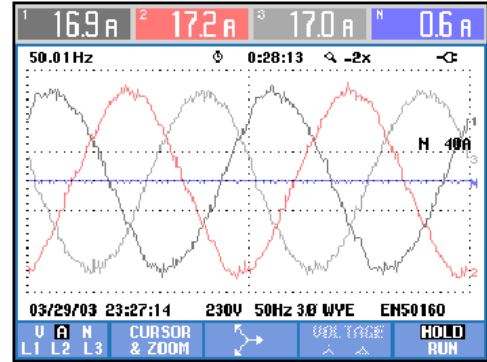 1 16.9 A 2 17.2 A 3 17.0 A N 0.6 A
50.01Hz 0:28:13 -2x
1
N 40A
3
N
2
03/29/03 23:27:14 230V 50Hz 3Ø WYE EN50160
V A N CURSOR VOLTAGE HOLD
L1 L2 L3 & ZOOM RUN